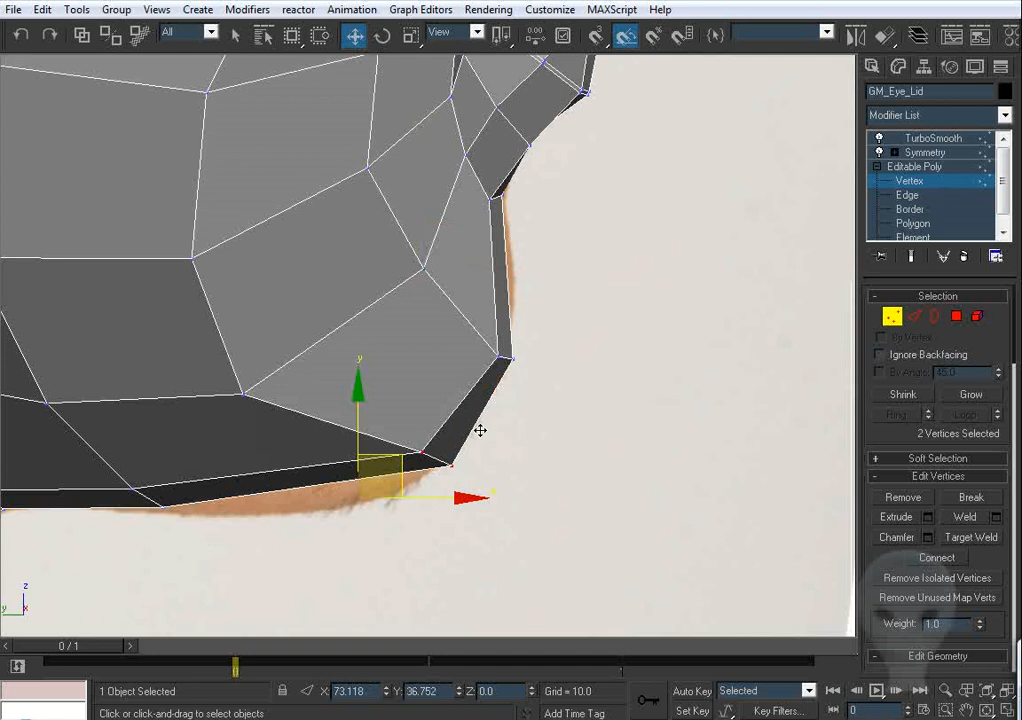 File Edit Tools Group Views Create Modifiers reactor Animation Graph Editors Rendering Customize MAXScript Help
All View
GM_Eye_Lid
Modifier List
TurboSmooth
Symmetry
Editable Poly
Vertex
Edge
Border
Polygon
Element
- Selection
By Vertex
Ignore Backfacing
By Angle: 45.0
Shrink Grow
Ring Loop
2 Vertices Selected
+ Soft Selection
- Edit Vertices
Remove Break
Extrude Weld
Chamfer Target Weld
Connect
Remove Isolated Vertices
Remove Unused Map Verts
Weight: 1.0
- Edit Geometry
y
x
z
y x
< 0 / 1 >
1 Object Selected X: 73.118 Y: 36.752 Z: 0.0 Grid = 10.0 Auto Key Selected
Click or click-and-drag to select objects Add Time Tag Set Key Key Filters... 0